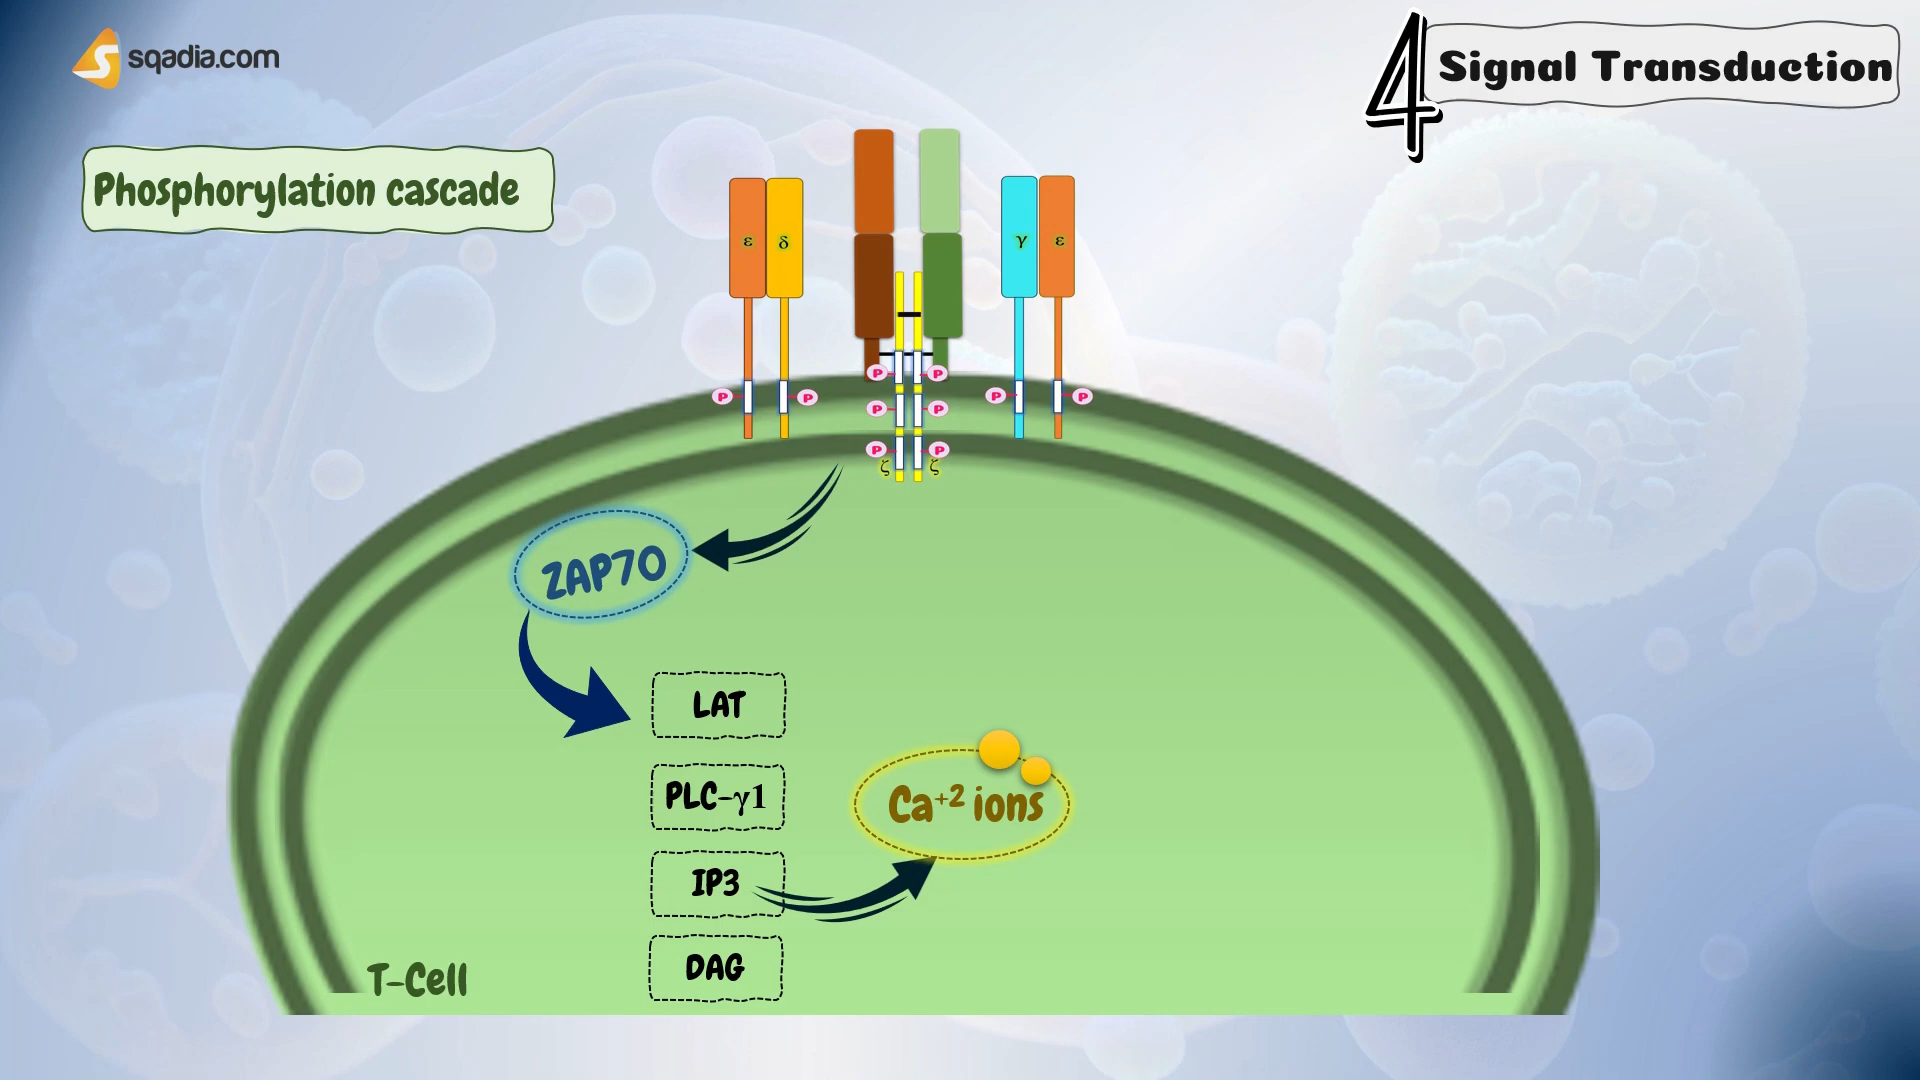 sqadia.com
4
Signal Transduction
Phosphorylation cascade
ε δ
γ ε
P P
P P P P
P P
P P
ζ ζ
ZAP70
LAT
PLC-γ1
Ca⁺² ions
IP3
DAG
T-Cell